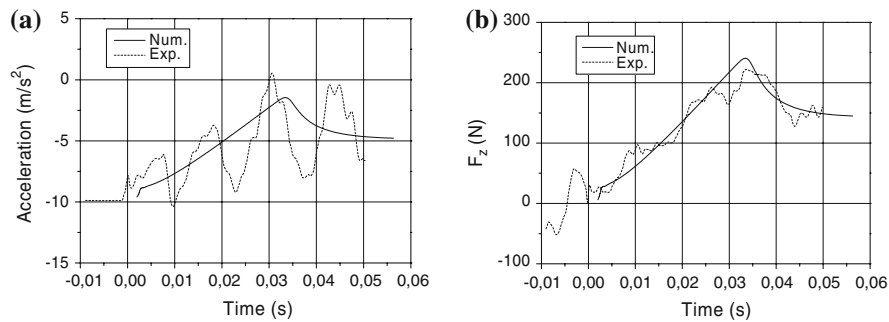 (a)
5
0
-5
-10
-15
Acceleration (m/s²)
Num.
Exp.
-0,01 0,00 0,01 0,02 0,03 0,04 0,05 0,06
Time (s)
(b)
300
200
100
0
-100
F_z (N)
Num.
Exp.
-0,01 0,00 0,01 0,02 0,03 0,04 0,05 0,06
Time (s)